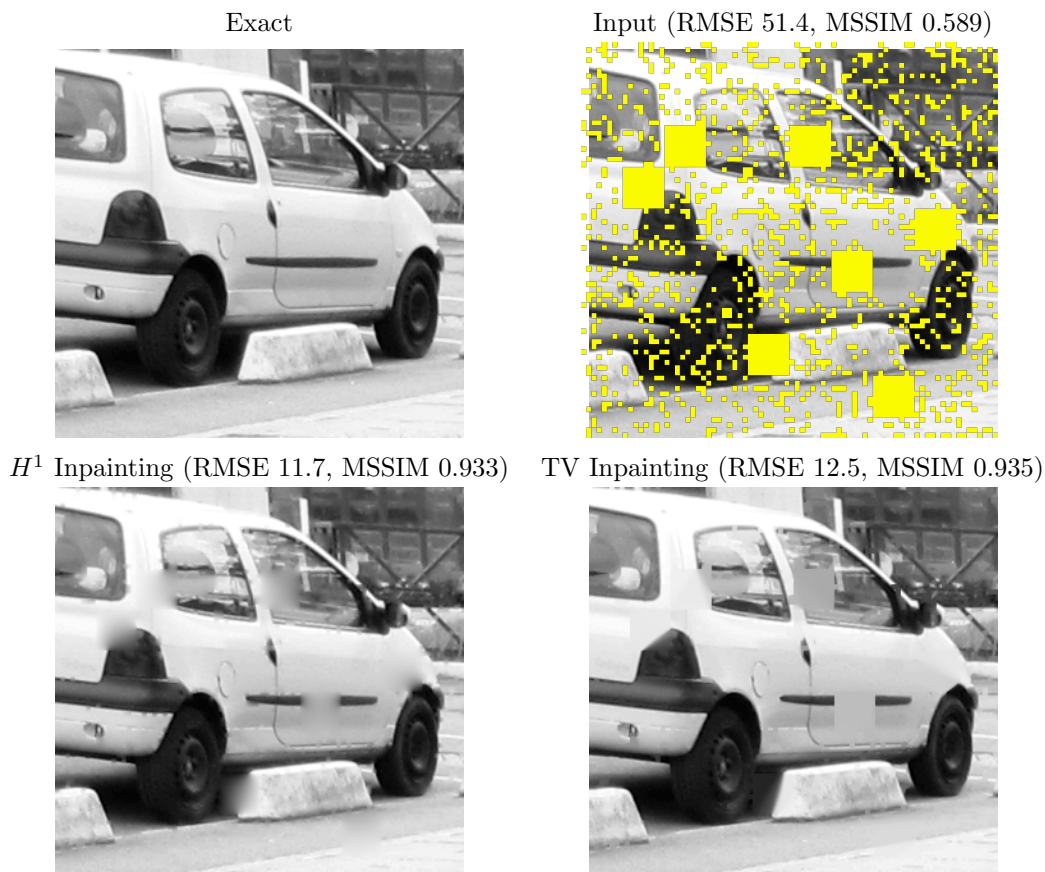 Exact
Input (RMSE 51.4, MSSIM 0.589)
H¹ Inpainting (RMSE 11.7, MSSIM 0.933)
TV Inpainting (RMSE 12.5, MSSIM 0.935)